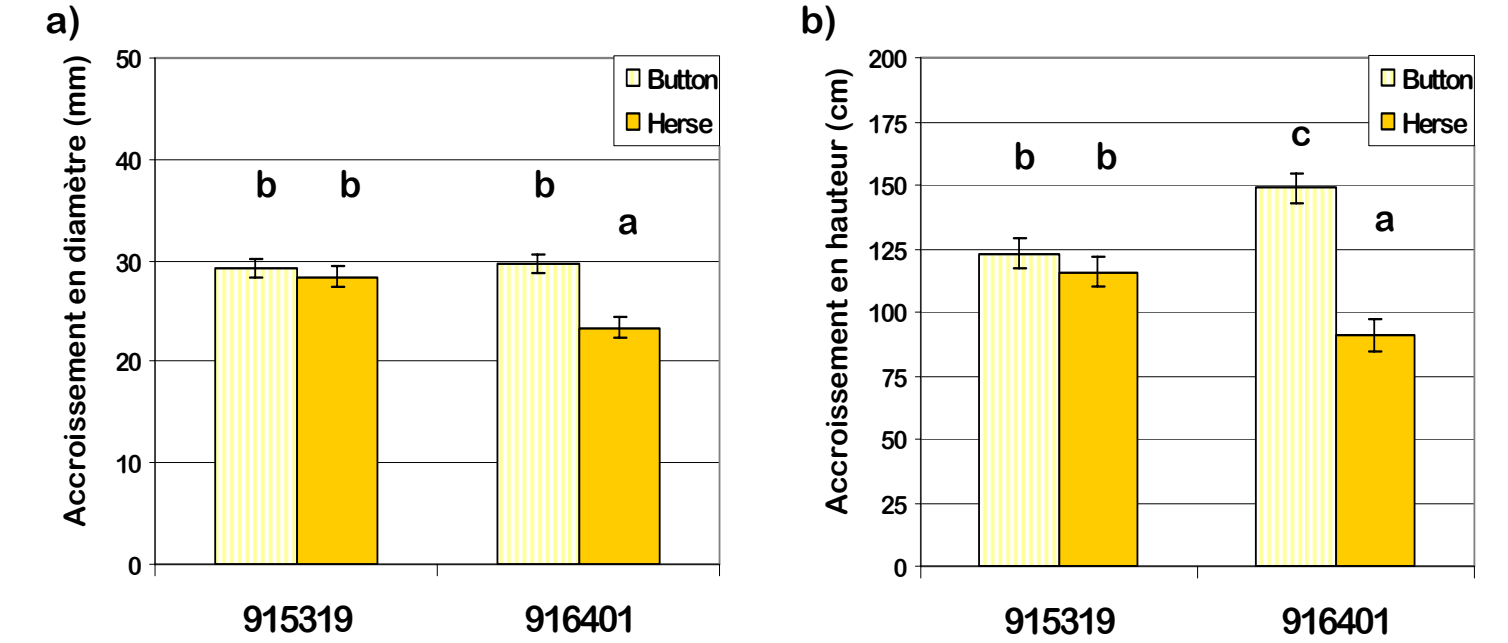 a)
Accroissement en diamètre (mm)
50
40
30
20
10
0
Button
Herse
b
b
b
a
915319
916401
b)
Accroissement en hauteur (cm)
200
175
150
125
100
75
50
25
0
Button
Herse
b
b
c
a
915319
916401